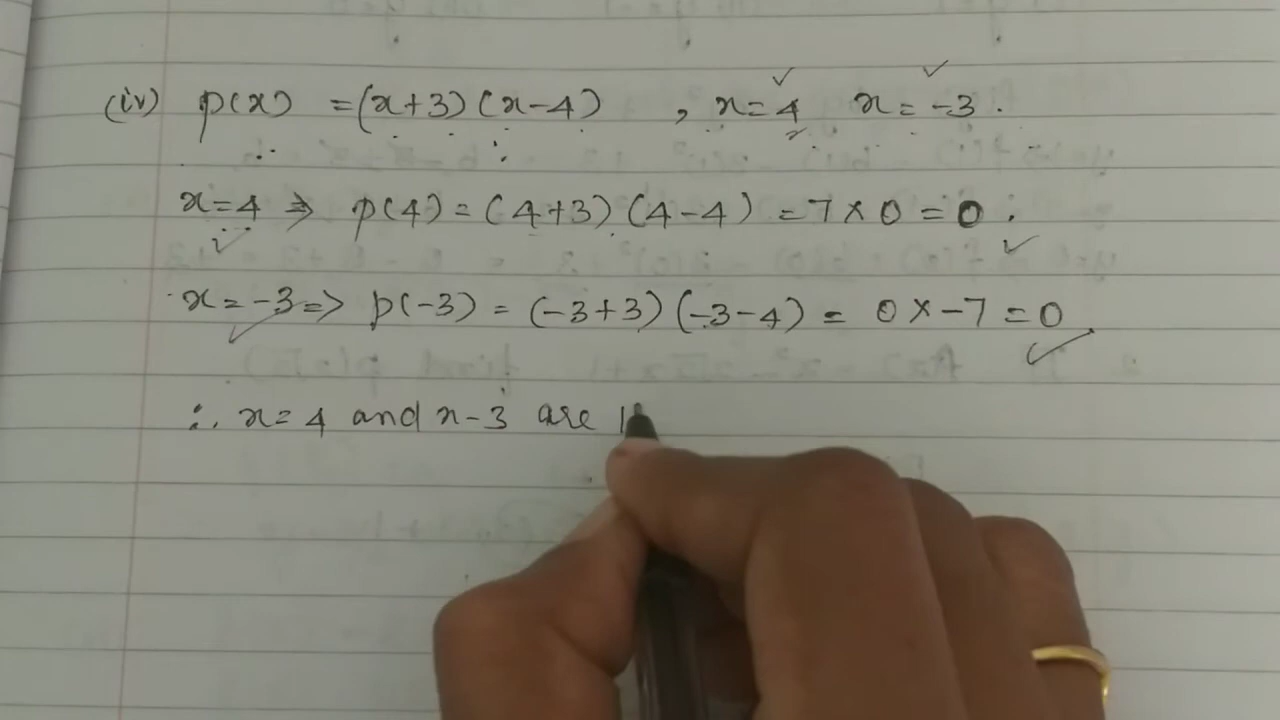 (iv) p(x) =(x+3)(x-4) , x=4 x=-3.
x=4 ⇒ p(4)=(4+3)(4-4)=7×0=0.
x=-3=> p(-3)=(-3+3)(-3-4)=0×-7=0.
∴ x=4 and x-3 are